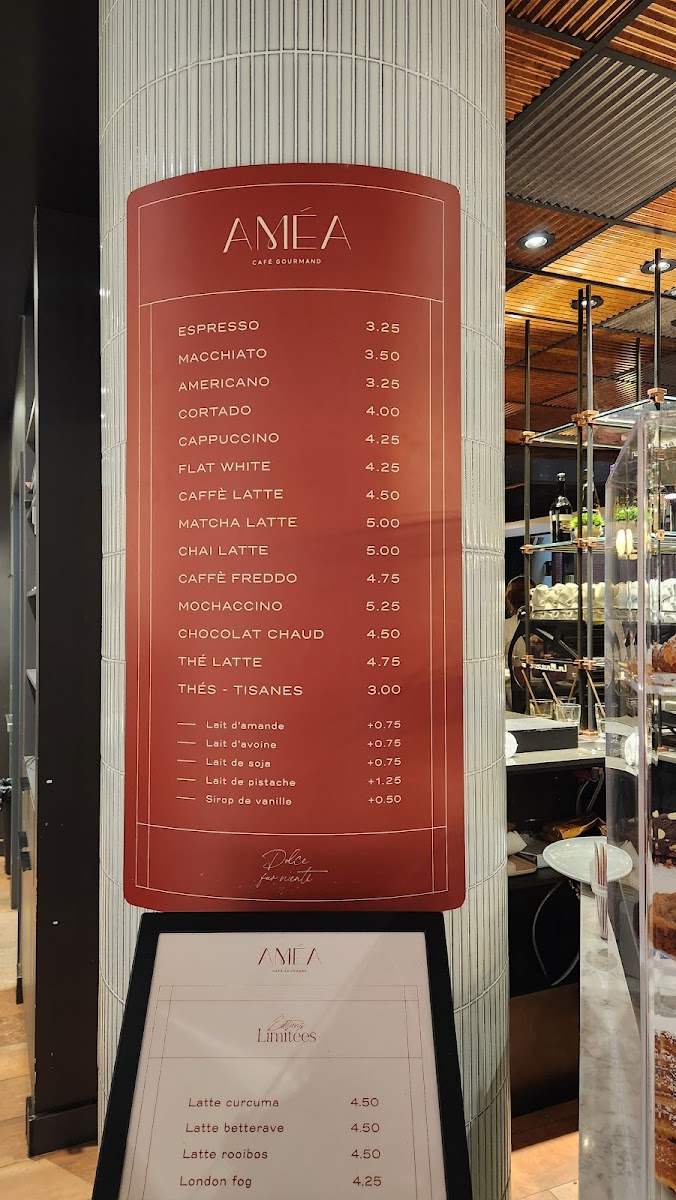 AMÉA
CAFÉ GOURMAND
ESPRESSO 3.25
MACCHIATO 3.50
AMERICANO 3.25
CORTADO 4.00
CAPPUCCINO 4.25
FLAT WHITE 4.25
CAFFÈ LATTE 4.50
MATCHA LATTE 5.00
CHAI LATTE 5.00
CAFFÈ FREDDO 4.75
MOCHACCINO 5.25
CHOCOLAT CHAUD 4.50
THÉ LATTE 4.75
THÉS - TISANES 3.00
— Lait d'amande +0.75
— Lait d'avoine +0.75
— Lait de soja +0.75
— Lait de pistache +1.25
— Sirop de vanille +0.50
Dolce
far niente
AMÉA
CAFÉ GOURMAND
Éditions
Limitées
Latte curcuma 4.50
Latte betterave 4.50
Latte rooibos 4.50
London fog 4.25